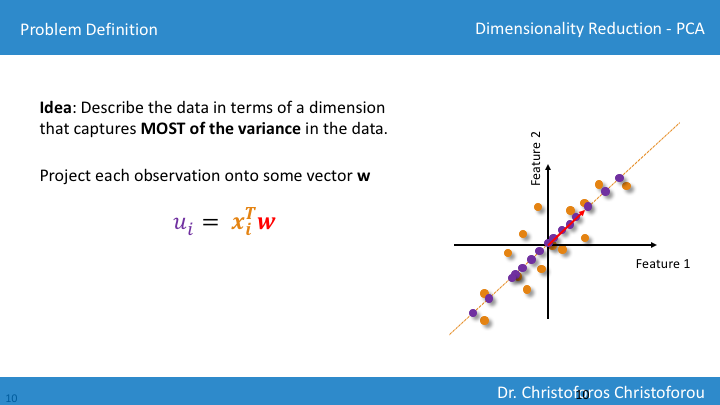 Problem Definition
Dimensionality Reduction - PCA
Idea: Describe the data in terms of a dimension
that captures MOST of the variance in the data.
Project each observation onto some vector w
u_i = x_i^T w
Feature 2
Feature 1
10
Dr. Christoforos Christoforou
10